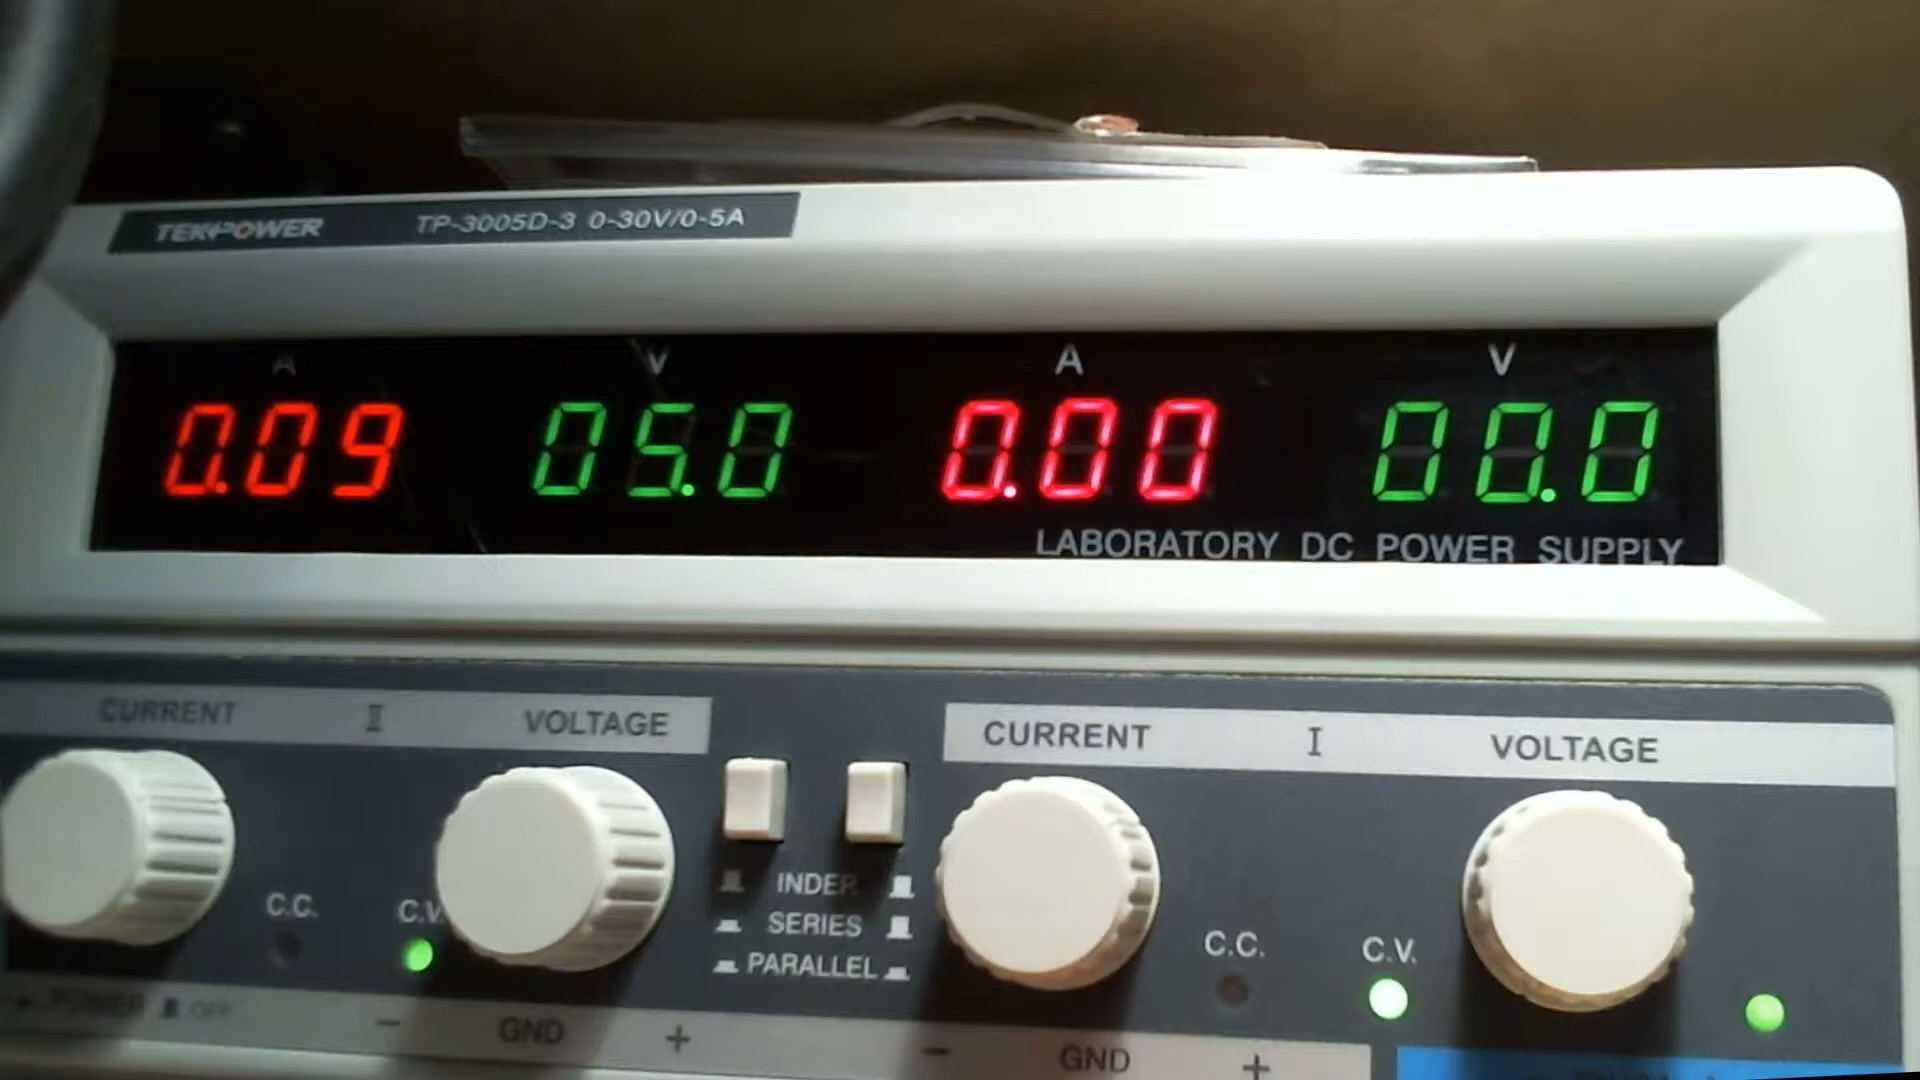 TEKPOWER TP-3005D-3 0-30V/0-5A
A V A V
0.09 05.0 0.00 00.0
LABORATORY DC POWER SUPPLY
CURRENT II VOLTAGE CURRENT I VOLTAGE
INDEP.
C.C. C.V. SERIES C.C. C.V.
PARALLEL
POWER OFF
− GND + − GND +